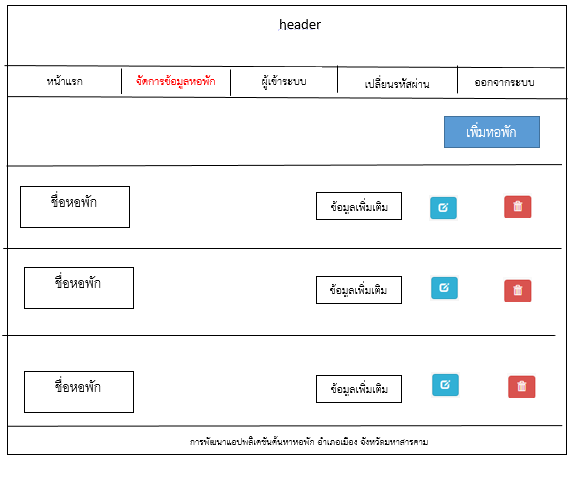 header
หน้าแรก
จัดการข้อมูลหอพัก
ผู้เข้าระบบ
เปลี่ยนรหัสผ่าน
ออกจากระบบ
เพิ่มหอพัก
ชื่อหอพัก
ข้อมูลเพิ่มเติม
ชื่อหอพัก
ข้อมูลเพิ่มเติม
ชื่อหอพัก
ข้อมูลเพิ่มเติม
การพัฒนาแอปพลิเคชันค้นหาหอพัก อำเภอเมือง จังหวัดมหาสารคาม